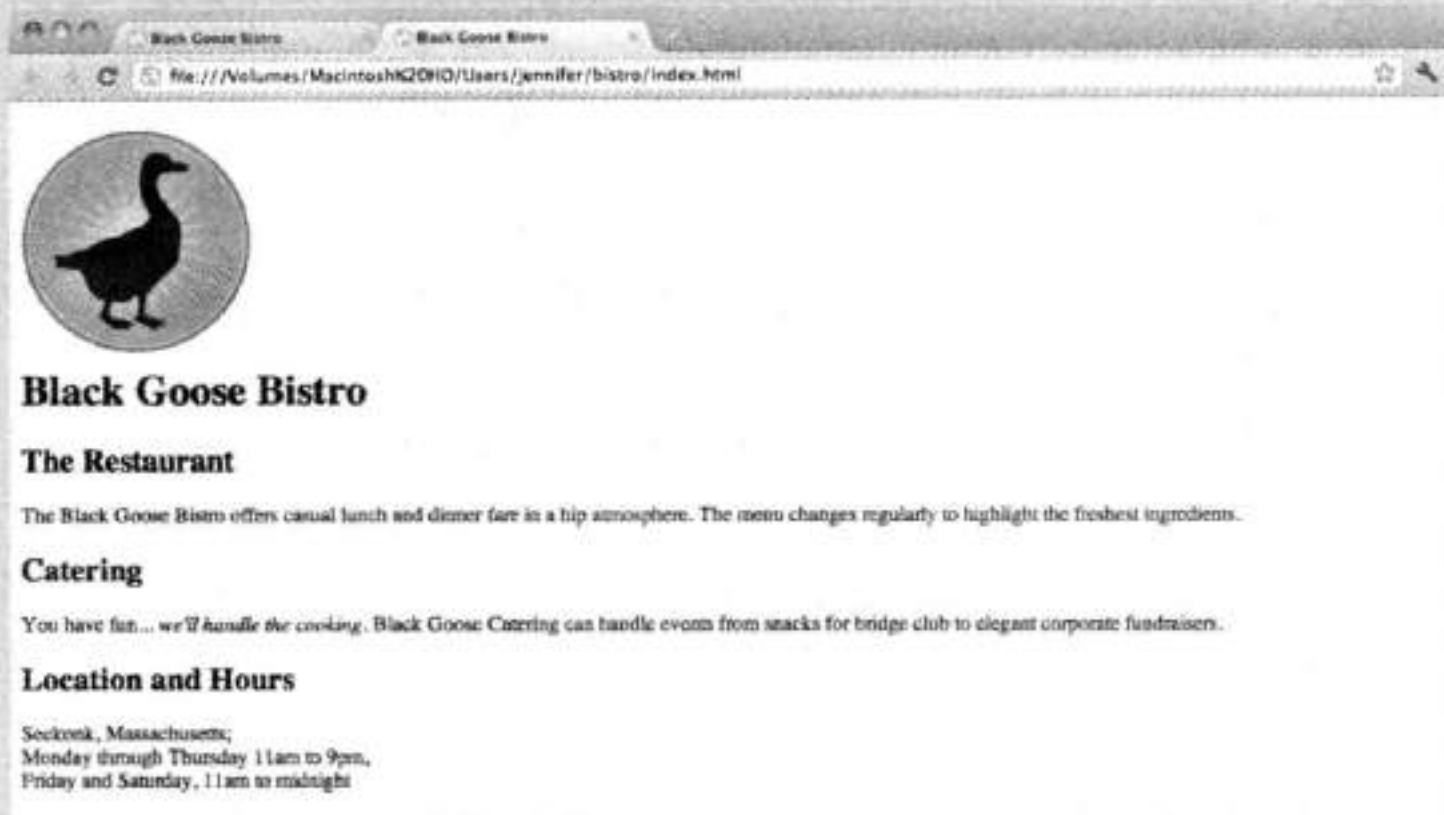 Black Goose Bistro
Black Goose Bistro
file:///Volumes/Macintosh%20HD/Users/jennifer/bistro/index.html
Black Goose Bistro
The Restaurant
The Black Goose Bistro offers casual lunch and dinner fare in a hip atmosphere. The menu changes regularly to highlight the freshest ingredients.
Catering
You have fun... we'll handle the cooking. Black Goose Catering can handle events from snacks for bridge club to elegant corporate fundraisers.
Location and Hours
Seekonk, Massachusetts;
Monday through Thursday 11am to 9pm,
Friday and Saturday, 11am to midnight